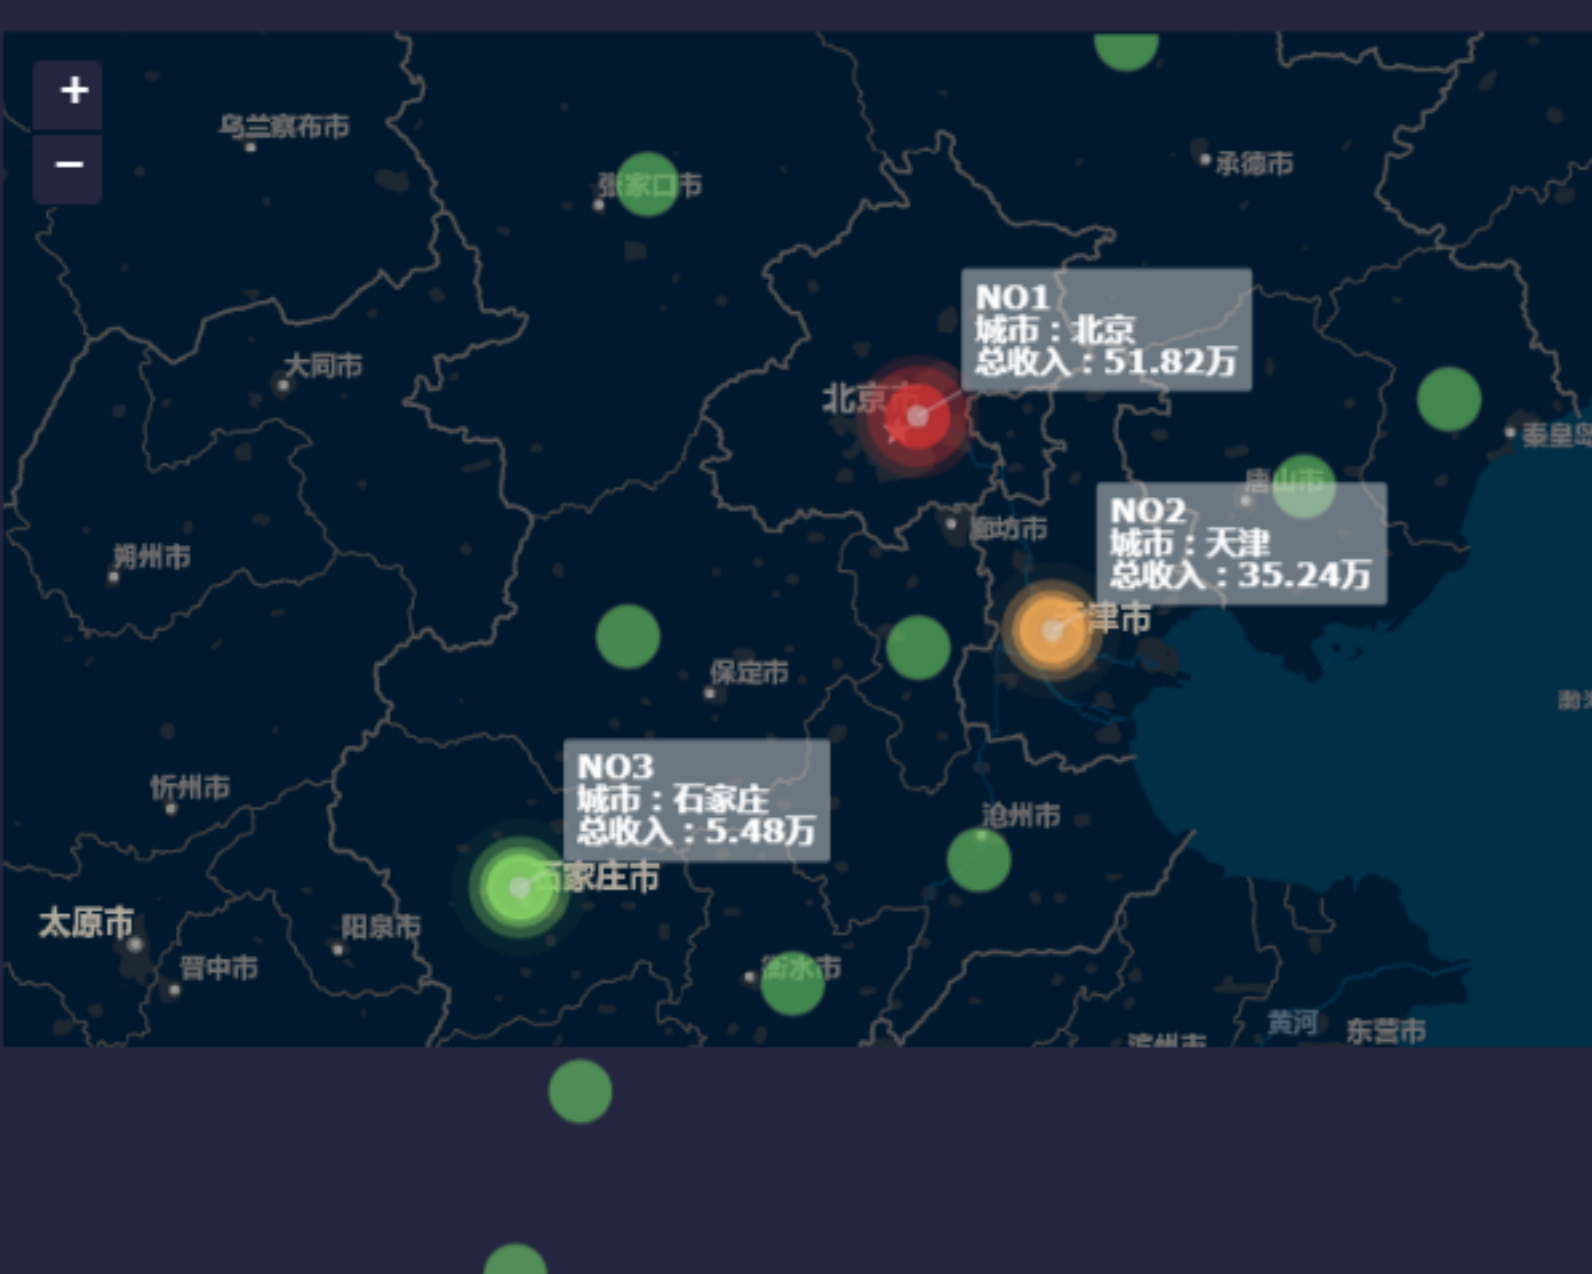 +
−
乌兰察布市
张家口市
承德市
NO1
城市：北京
总收入：51.82万
大同市
北京市
秦皇岛
唐山市
NO2
城市：天津
总收入：35.24万
廊坊市
朔州市
天津市
保定市
渤海
NO3
城市：石家庄
总收入：5.48万
忻州市
沧州市
石家庄市
太原市
阳泉市
晋中市
衡水市
黄河
东营市
滨州市